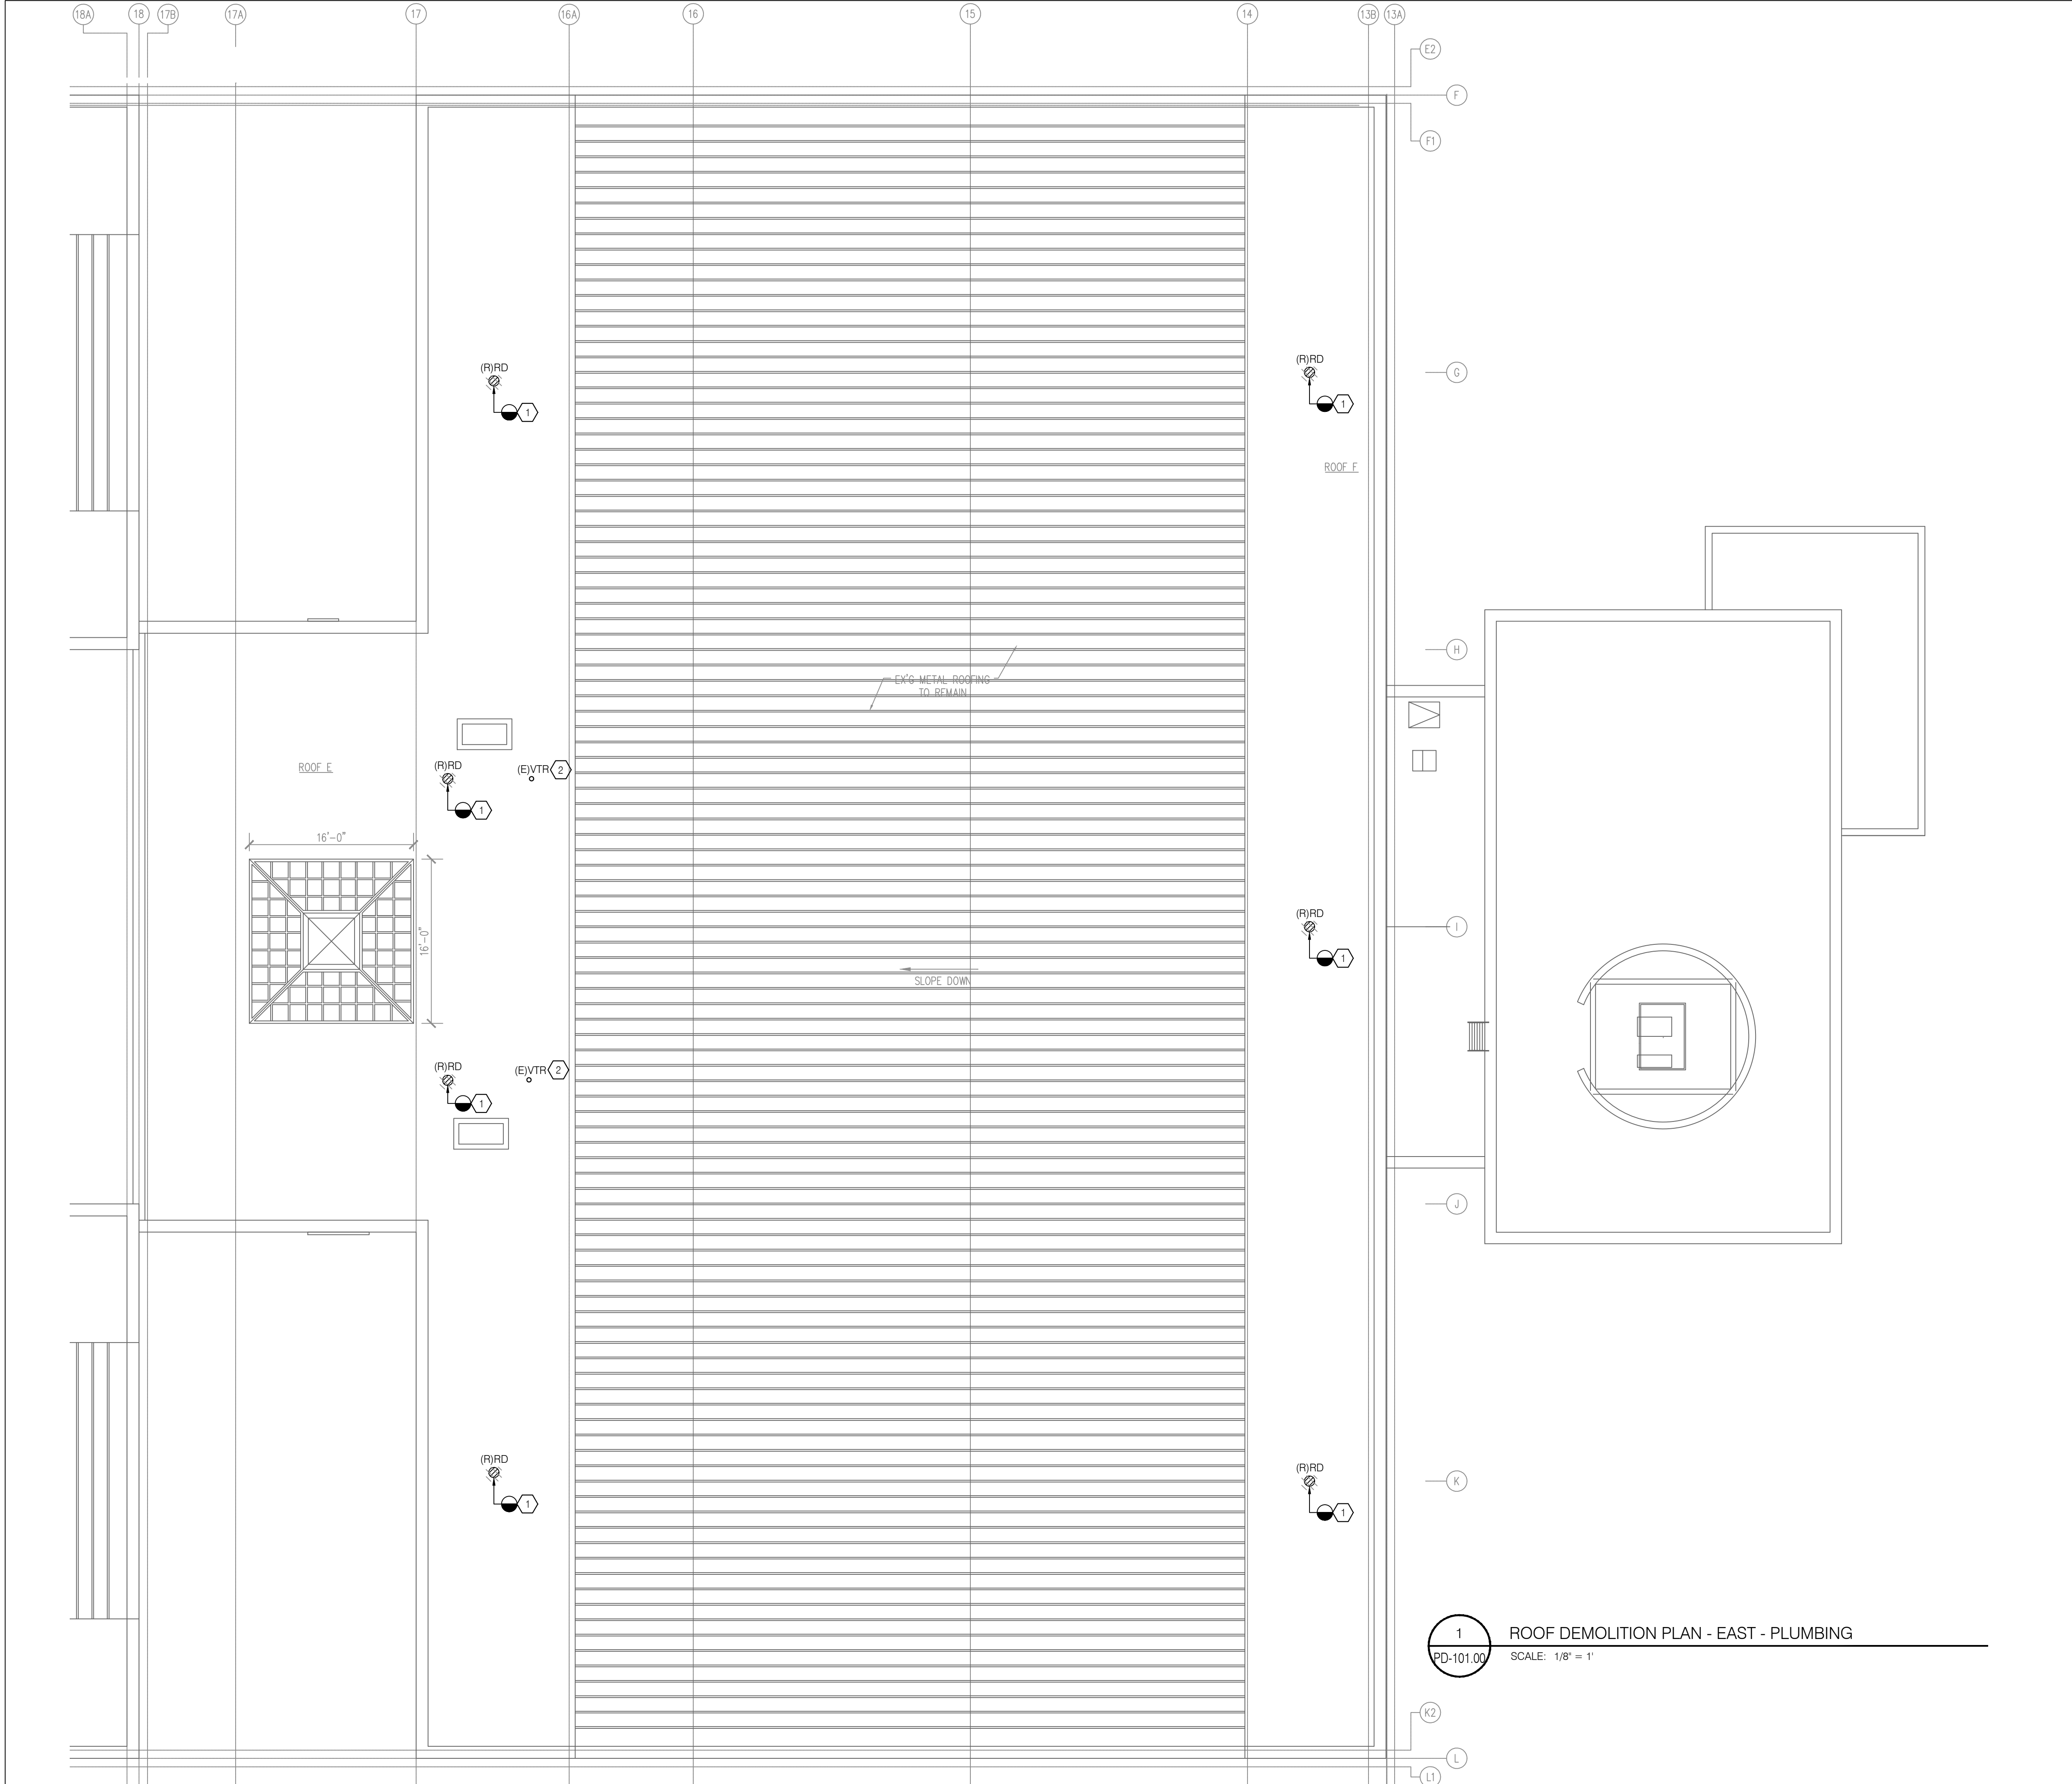 18A 18 17B 17A 17 16A 16 15 14 13B 13A
E2
F
F1
(R)RD
1
(R)RD
1
G
ROOF F
H
EX'G METAL ROOFING
TO REMAIN
ROOF E
(R)RD
1
(E)VTR 2
16'-0"
16'-0"
(R)RD
1
I
SLOPE DOWN
(R)RD
1
(E)VTR 2
J
(R)RD
1
(R)RD
1
K
1
PD-101.00
ROOF DEMOLITION PLAN - EAST - PLUMBING
SCALE: 1/8" = 1'
K2
L
L1